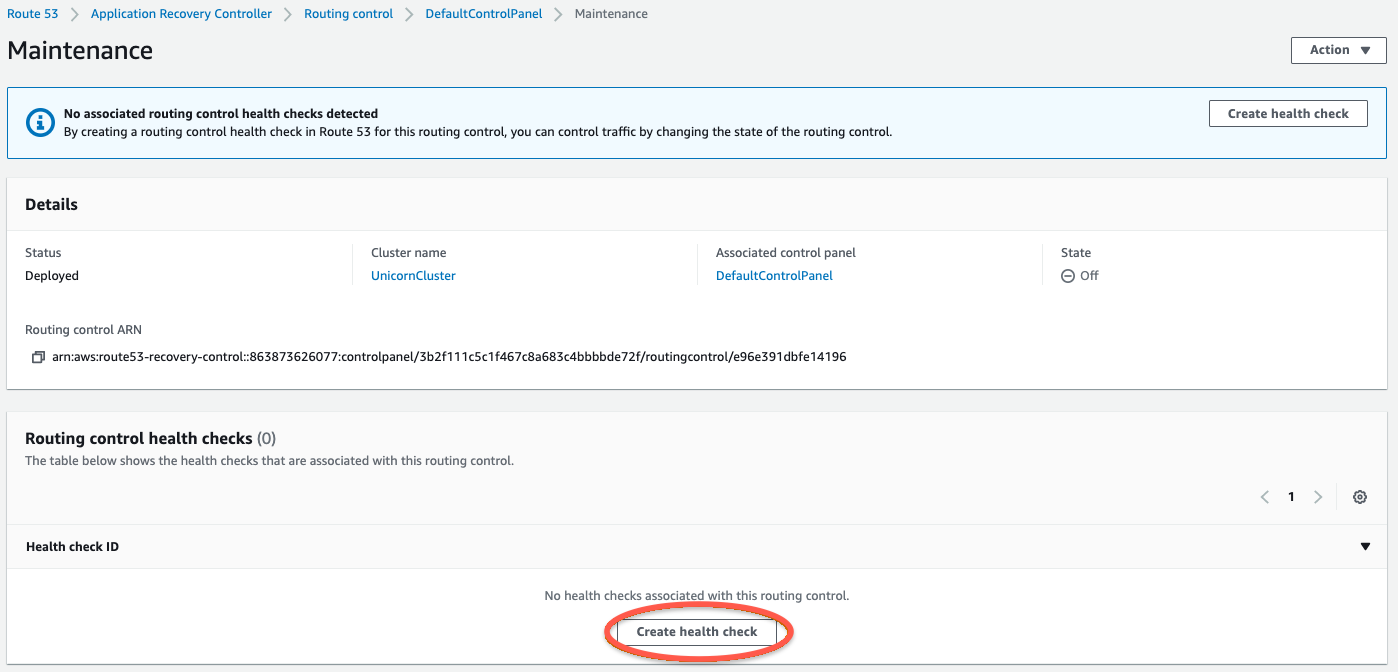 Route 53 Application Recovery Controller Routing control DefaultControlPanel Maintenance
Maintenance
Action
No associated routing control health checks detected
By creating a routing control health check in Route 53 for this routing control, you can control traffic by changing the state of the routing control.
Create health check
Details
Status
Deployed
Cluster name
UnicornCluster
Associated control panel
DefaultControlPanel
State
Off
Routing control ARN
arn:aws:route53-recovery-control::863873626077:controlpanel/3b2f111c5c1f467c8a683c4bbbbde72f/routingcontrol/e96e391dbfe14196
Routing control health checks (0)
The table below shows the health checks that are associated with this routing control.
1
Health check ID
No health checks associated with this routing control.
Create health check